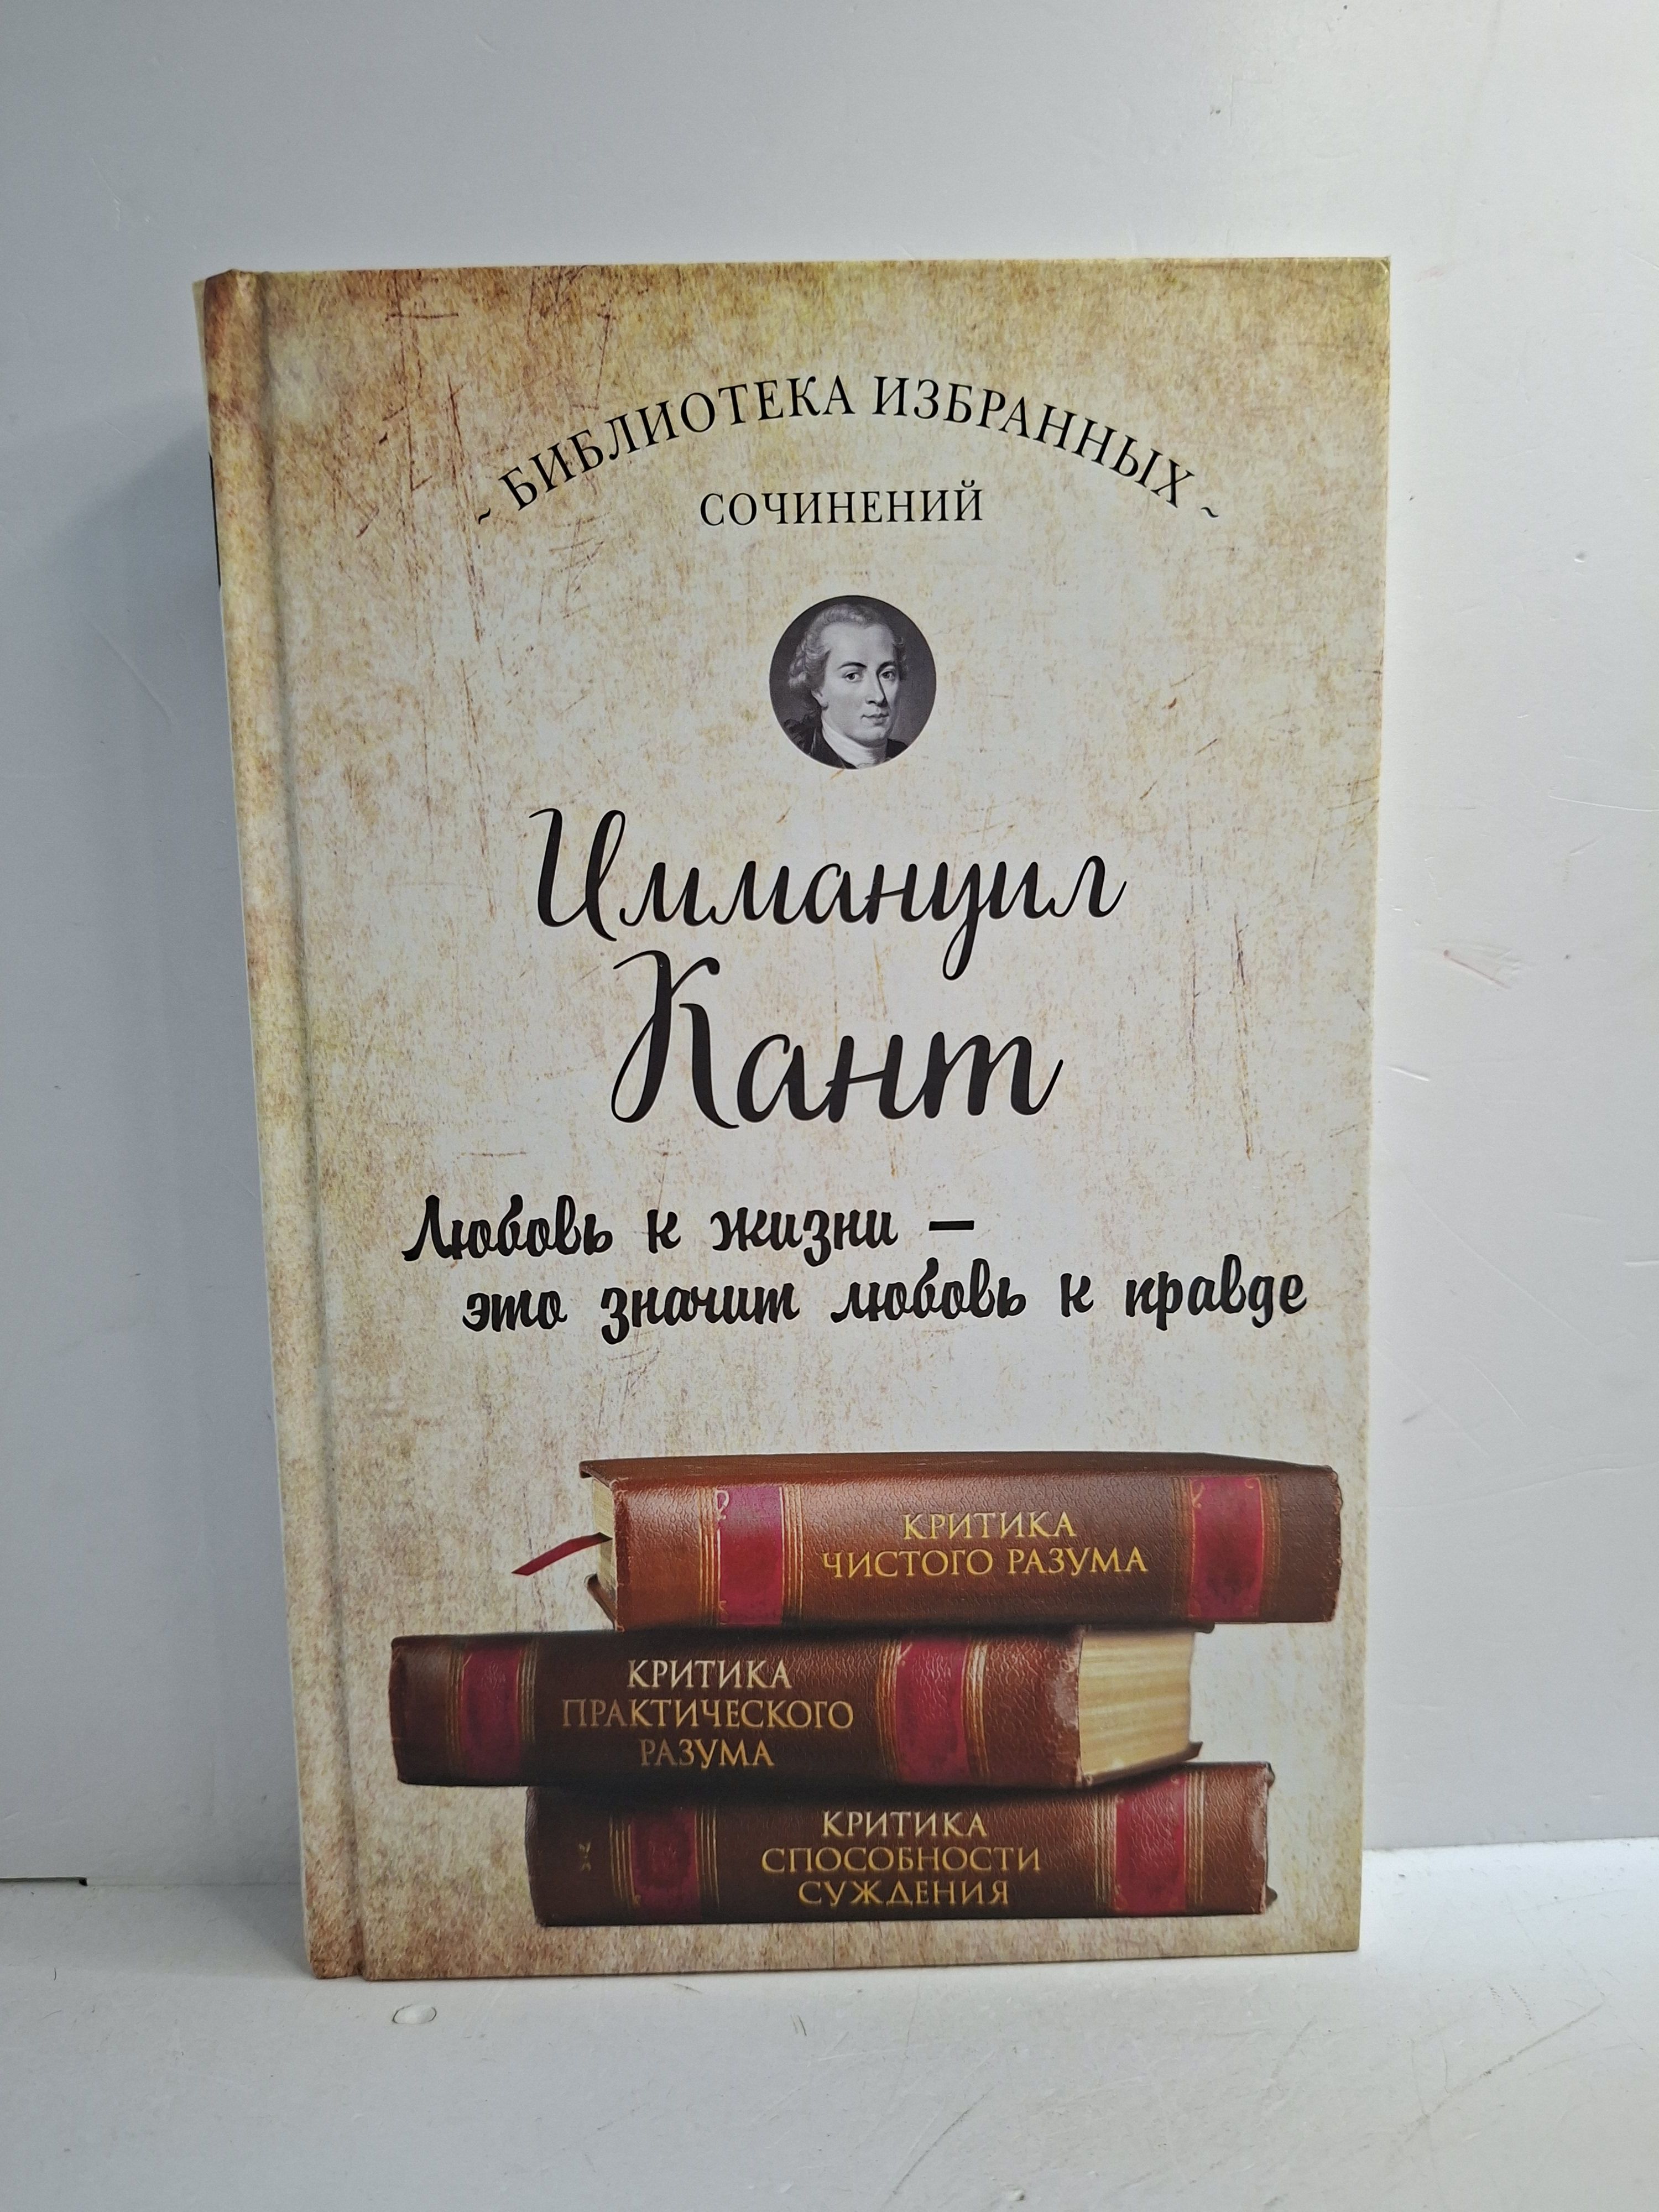 ~ БИБЛИОТЕКА ИЗБРАННЫХ ~
СОЧИНЕНИЙ
Иммануил
Кант
Любовь к жизни –
это значит любовь к правде
КРИТИКА
ЧИСТОГО РАЗУМА
КРИТИКА
ПРАКТИЧЕСКОГО
РАЗУМА
КРИТИКА
СПОСОБНОСТИ
СУЖДЕНИЯ